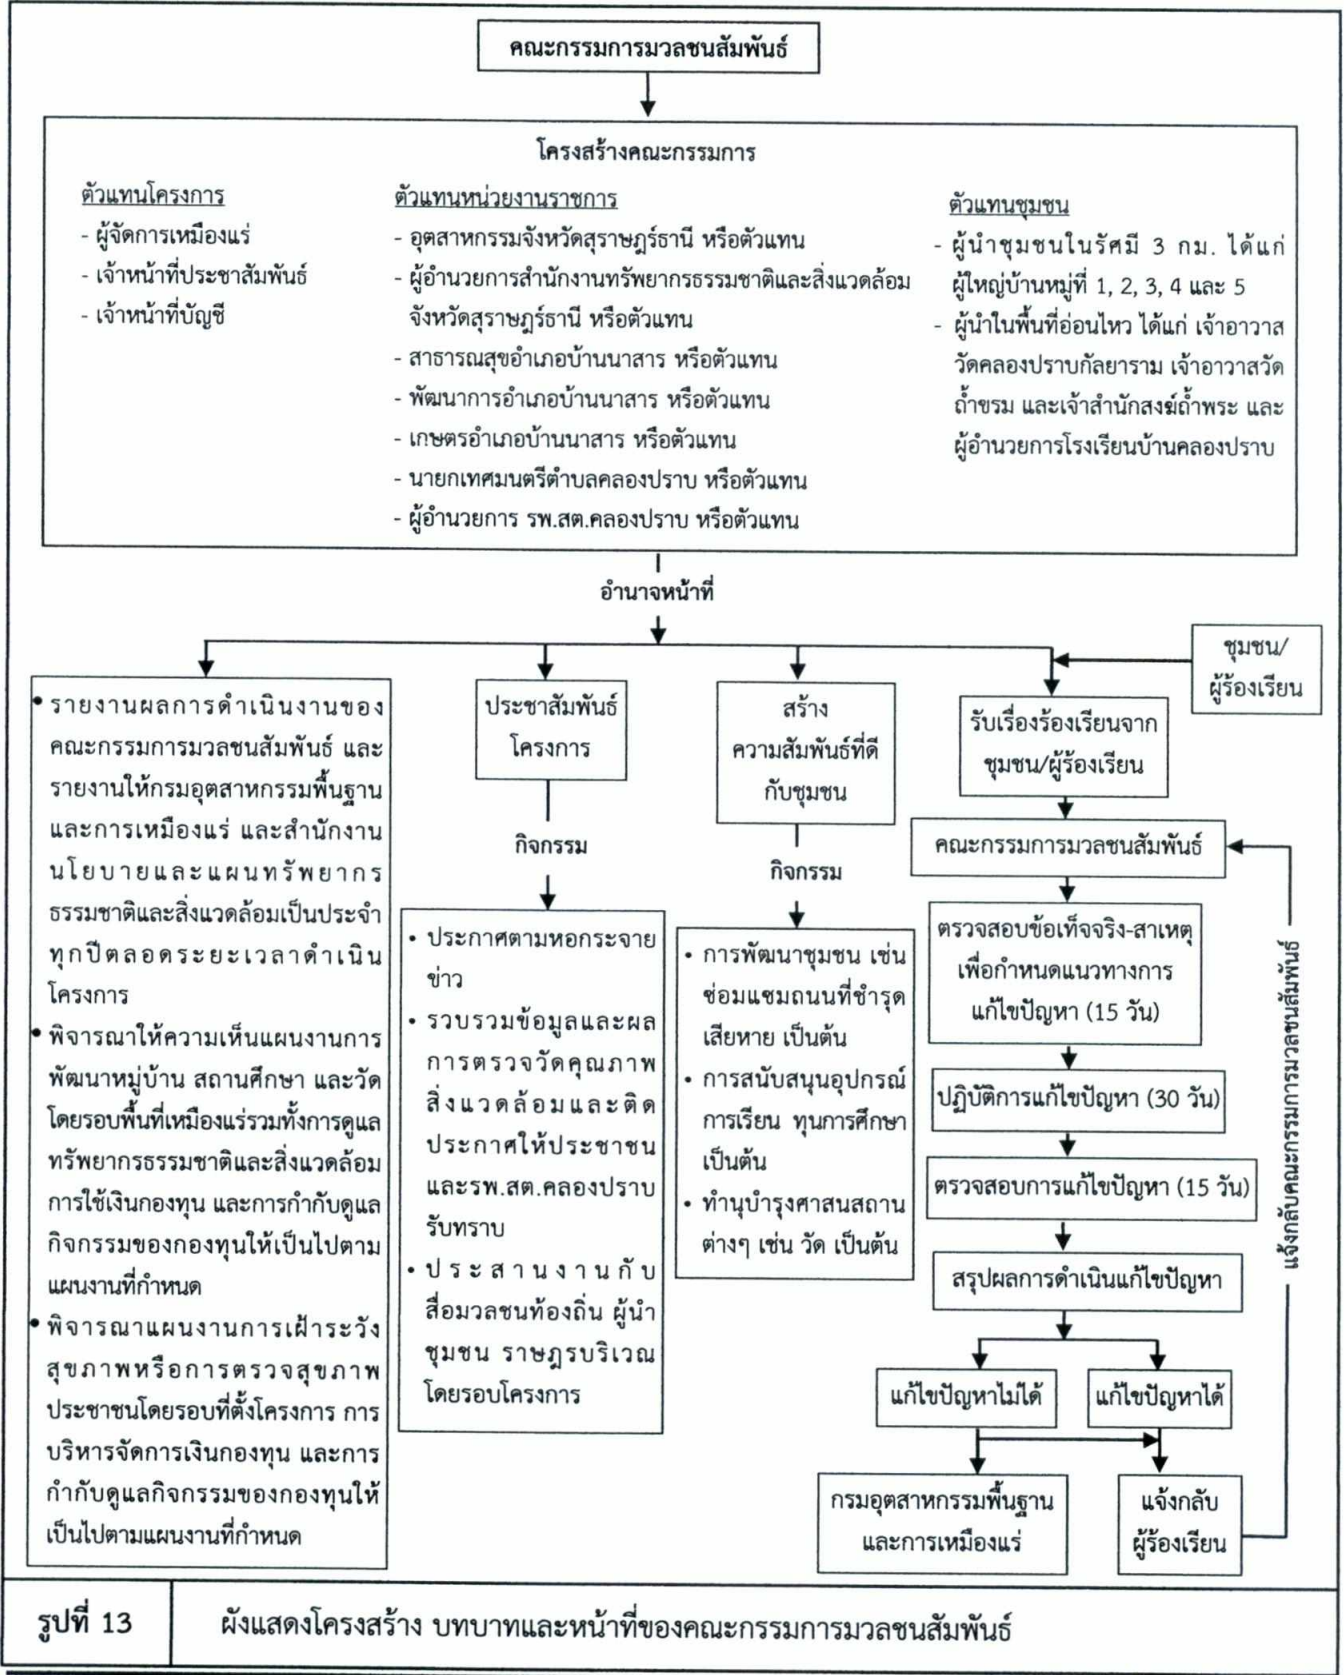 คณะกรรมการมวลชนสัมพันธ์
โครงสร้างคณะกรรมการ
ตัวแทนโครงการ
- ผู้จัดการเหมืองแร่
- เจ้าหน้าที่ประชาสัมพันธ์
- เจ้าหน้าที่บัญชี
ตัวแทนหน่วยงานราชการ
- อุตสาหกรรมจังหวัดสุราษฎร์ธานี หรือตัวแทน
- ผู้อำนวยการสำนักงานทรัพยากรธรรมชาติและสิ่งแวดล้อม
จังหวัดสุราษฎร์ธานี หรือตัวแทน
- สาธารณสุขอำเภอบ้านนาสาร หรือตัวแทน
- พัฒนาการอำเภอบ้านนาสาร หรือตัวแทน
- เกษตรอำเภอบ้านนาสาร หรือตัวแทน
- นายกเทศมนตรีตำบลคลองปราบ หรือตัวแทน
- ผู้อำนวยการ รพ.สต.คลองปราบ หรือตัวแทน
ตัวแทนชุมชน
- ผู้นำชุมชนในรัศมี 3 กม. ได้แก่
ผู้ใหญ่บ้านหมู่ที่ 1, 2, 3, 4 และ 5
- ผู้นำในพื้นที่อ่อนไหว ได้แก่ เจ้าอาวาส
วัดคลองปราบกัลยาราม เจ้าอาวาสวัด
ถ้ำขรม และเจ้าสำนักสงฆ์ถ้ำพระ และ
ผู้อำนวยการโรงเรียนบ้านคลองปราบ
อำนาจหน้าที่
• รายงานผลการดำเนินงานของ
คณะกรรมการมวลชนสัมพันธ์ และ
รายงานให้กรมอุตสาหกรรมพื้นฐาน
และการเหมืองแร่ และสำนักงาน
นโยบายและแผนทรัพยากร
ธรรมชาติและสิ่งแวดล้อมเป็นประจำ
ทุกปีตลอดระยะเวลาดำเนิน
โครงการ
• พิจารณาให้ความเห็นแผนงานการ
พัฒนาหมู่บ้าน สถานศึกษา และวัด
โดยรอบพื้นที่เหมืองแร่รวมทั้งการดูแล
ทรัพยากรธรรมชาติและสิ่งแวดล้อม
การใช้เงินกองทุน และการกำกับดูแล
กิจกรรมของกองทุนให้เป็นไปตาม
แผนงานที่กำหนด
• พิจารณาแผนงานการเฝ้าระวัง
สุขภาพหรือการตรวจสุขภาพ
ประชาชนโดยรอบที่ตั้งโครงการ การ
บริหารจัดการเงินกองทุน และการ
กำกับดูแลกิจกรรมของกองทุนให้
เป็นไปตามแผนงานที่กำหนด
ประชาสัมพันธ์
โครงการ
กิจกรรม
• ประกาศตามหอกระจาย
ข่าว
• รวบรวมข้อมูลและผล
การตรวจวัดคุณภาพ
สิ่งแวดล้อมและติด
ประกาศให้ประชาชน
และรพ.สต.คลองปราบ
รับทราบ
• ประสานงานกับ
สื่อมวลชนท้องถิ่น ผู้นำ
ชุมชน ราษฎรบริเวณ
โดยรอบโครงการ
สร้าง
ความสัมพันธ์ที่ดี
กับชุมชน
กิจกรรม
• การพัฒนาชุมชน เช่น
ซ่อมแซมถนนที่ชำรุด
เสียหาย เป็นต้น
• การสนับสนุนอุปกรณ์
การเรียน ทุนการศึกษา
เป็นต้น
• ทำนุบำรุงศาสนสถาน
ต่างๆ เช่น วัด เป็นต้น
ชุมชน/
ผู้ร้องเรียน
รับเรื่องร้องเรียนจาก
ชุมชน/ผู้ร้องเรียน
คณะกรรมการมวลชนสัมพันธ์
ตรวจสอบข้อเท็จจริง-สาเหตุ
เพื่อกำหนดแนวทางการ
แก้ไขปัญหา (15 วัน)
ปฏิบัติการแก้ไขปัญหา (30 วัน)
ตรวจสอบการแก้ไขปัญหา (15 วัน)
สรุปผลการดำเนินแก้ไขปัญหา
แก้ไขปัญหาไม่ได้
แก้ไขปัญหาได้
กรมอุตสาหกรรมพื้นฐาน
และการเหมืองแร่
แจ้งกลับ
ผู้ร้องเรียน
แจ้งกลับคณะกรรมการมวลชนสัมพันธ์
รูปที่ 13
ผังแสดงโครงสร้าง บทบาทและหน้าที่ของคณะกรรมการมวลชนสัมพันธ์